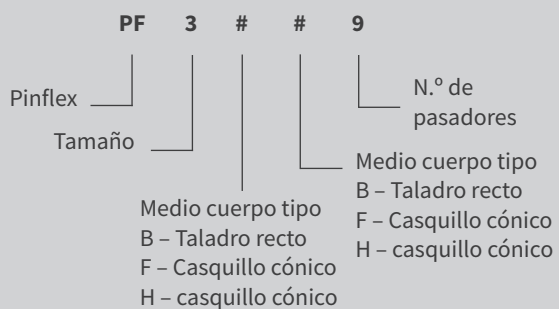 PF 3 # # 9
Pinflex
Tamaño
Medio cuerpo tipo
B – Taladro recto
F – Casquillo cónico
H – casquillo cónico
Medio cuerpo tipo
B – Taladro recto
F – Casquillo cónico
H – casquillo cónico
N.º de
pasadores